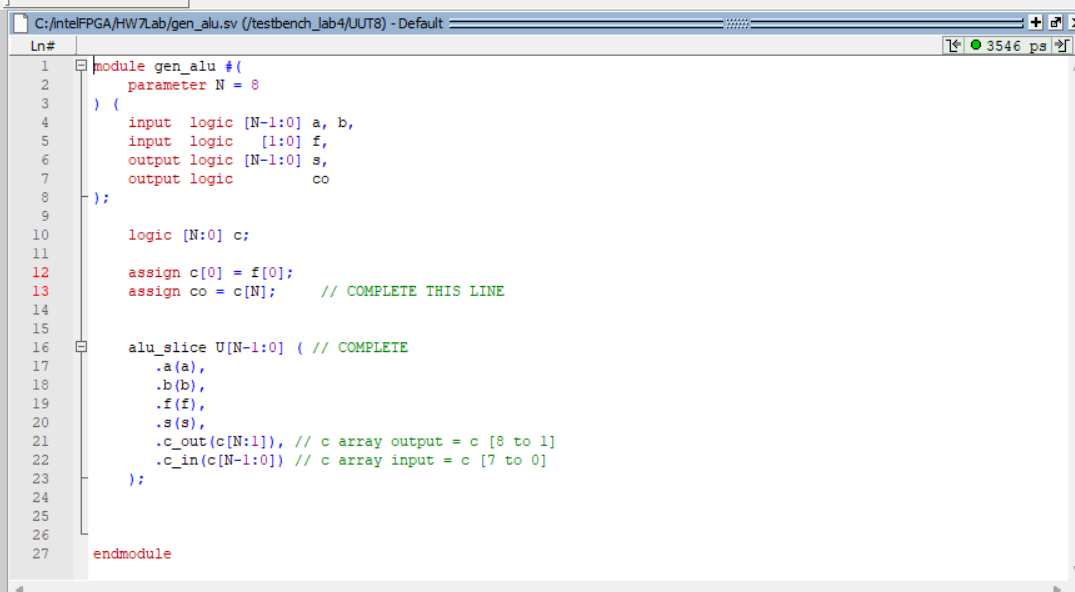 C:/intelFPGA/HW7Lab/gen_alu.sv (/testbench_lab4/UUT8) - Default
Ln#
3546 ps
1 module gen_alu #(
2     parameter N = 8
3 ) (
4     input  logic [N-1:0] a, b,
5     input  logic   [1:0] f,
6     output logic [N-1:0] s,
7     output logic         co
8 );
9
10     logic [N:0] c;
11
12     assign c[0] = f[0];
13     assign co = c[N];     // COMPLETE THIS LINE
14
15
16     alu_slice U[N-1:0] ( // COMPLETE
17        .a(a),
18        .b(b),
19        .f(f),
20        .s(s),
21        .c_out(c[N:1]), // c array output = c [8 to 1]
22        .c_in(c[N-1:0]) // c array input = c [7 to 0]
23     );
24
25
26
27 endmodule